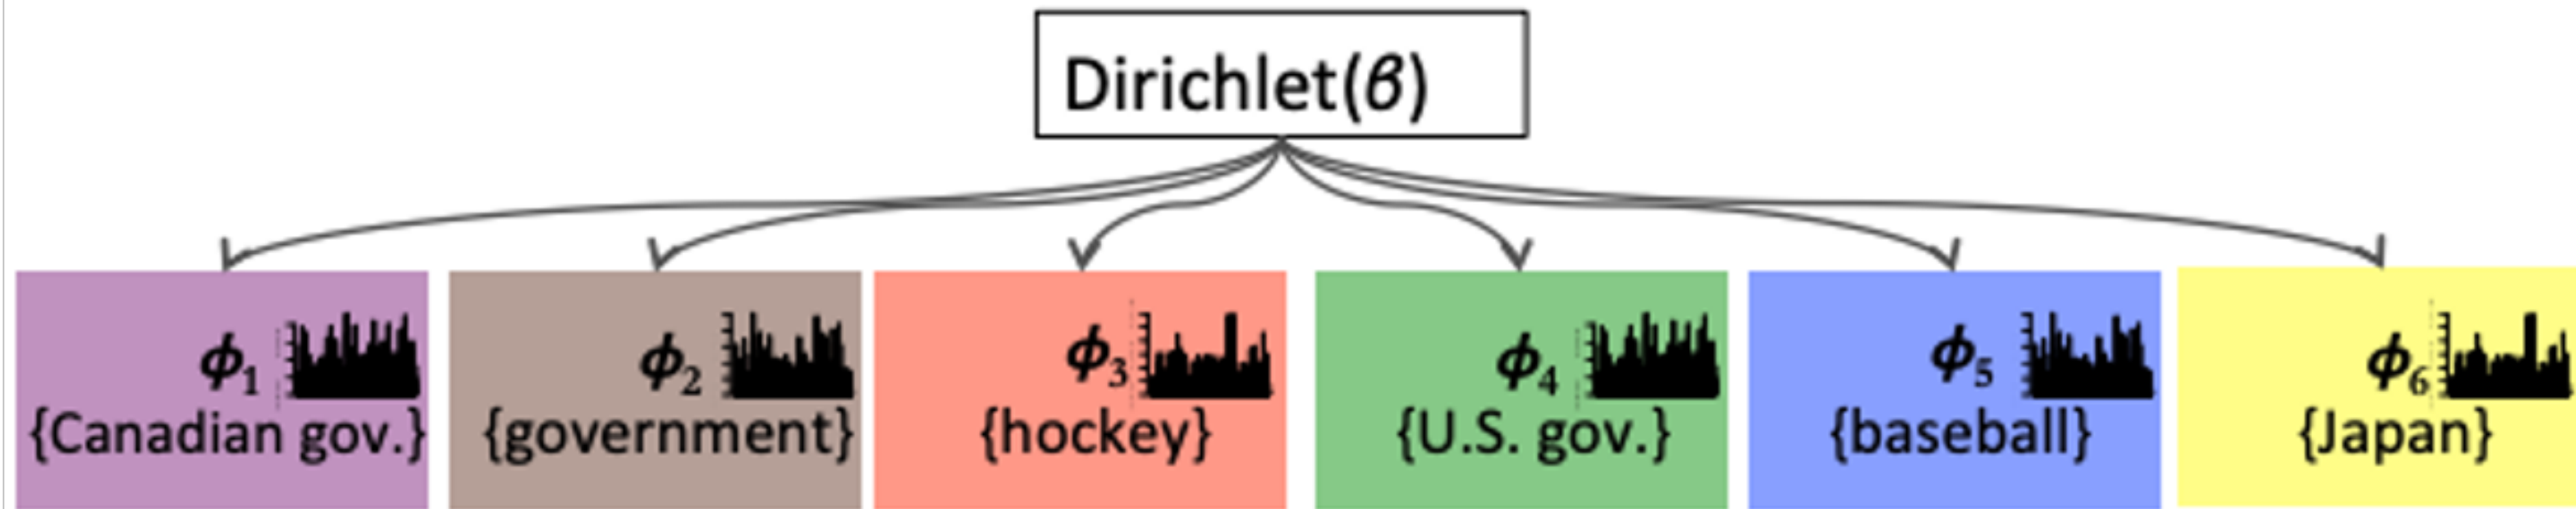 Dirichlet(β)
ϕ1
{Canadian gov.}
ϕ2
{government}
ϕ3
{hockey}
ϕ4
{U.S. gov.}
ϕ5
{baseball}
ϕ6
{Japan}